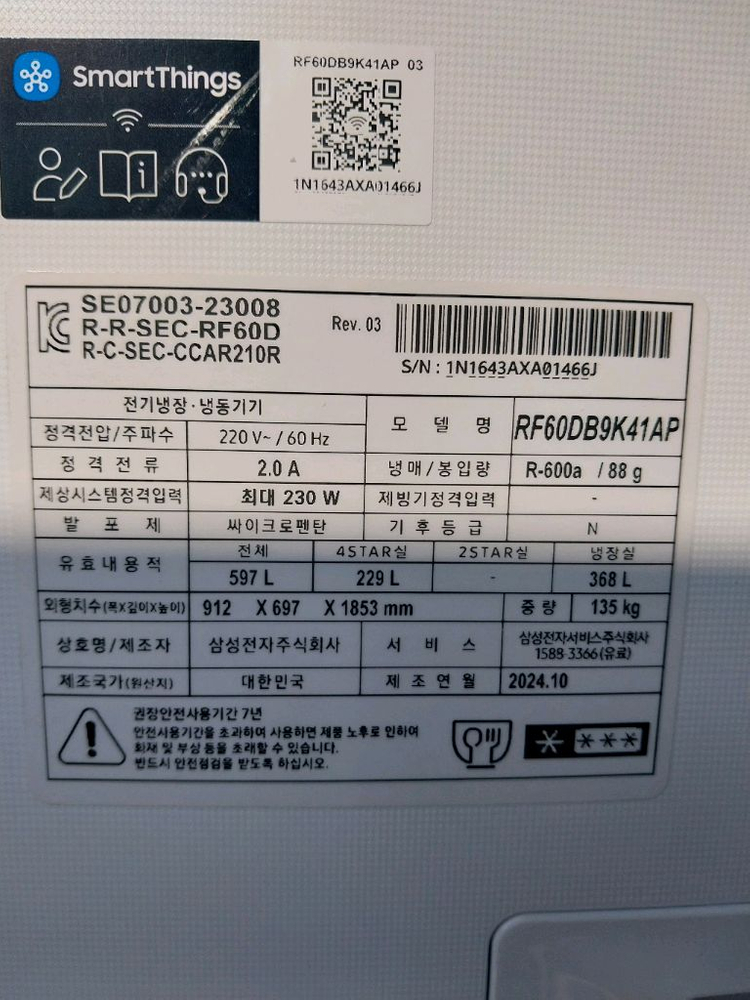 SmartThings
RF60DB9K41AP 03
1N1643AXA01466J
SE07003-23008
R-R-SEC-RF60D
R-C-SEC-CCAR210R
Rev. 03
S/N : 1N1643AXA01466J
전기냉장·냉동기기
모 델 명 RF60DB9K41AP
정격전압/주파수 220 V~ / 60 Hz
정 격 전 류 2.0 A 냉매/봉입량 R-600a / 88 g
제상시스템정격입력 최대 230 W 제빙기정격입력 -
발 포 제 싸이크로펜탄 기 후 등 급 N
유효내용적 전체 4STAR실 2STAR실 냉장실
597 L 229 L - 368 L
외형치수(폭X깊이X높이) 912 X 697 X 1853 mm 중 량 135 kg
상호명/제조자 삼성전자주식회사 서 비 스 삼성전자서비스주식회사
1588-3366(유료)
제조국가(원산지) 대한민국 제 조 연 월 2024.10
권장안전사용기간 7년
안전사용기간을 초과하여 사용하면 제품 노후로 인하여
화재 및 부상 등을 초래할 수 있습니다.
반드시 안전점검을 받도록 하십시오.